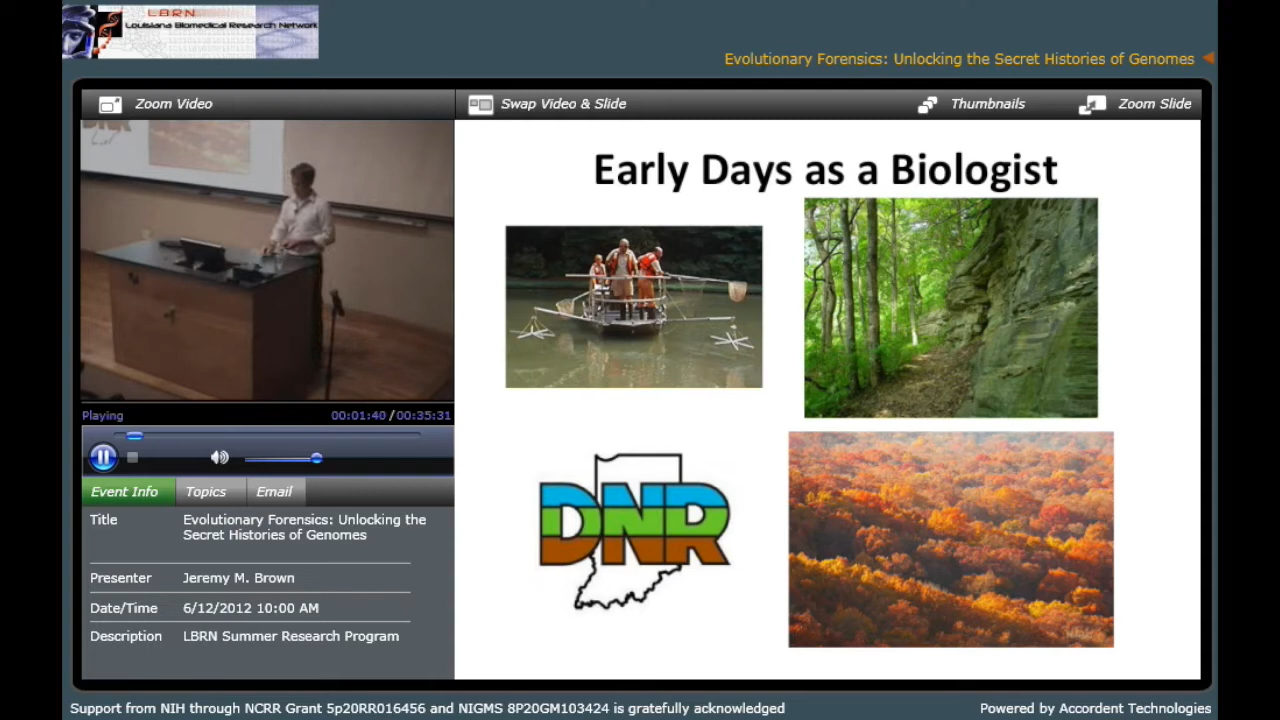 LBRN
Louisiana Biomedical Research Network
Evolutionary Forensics: Unlocking the Secret Histories of Genomes
Zoom Video
Swap Video & Slide
Thumbnails
Zoom Slide
Early Days as a Biologist
DNR
Playing
00:01:40 / 00:35:31
Event Info
Topics
Email
Title
Evolutionary Forensics: Unlocking the
Secret Histories of Genomes
Presenter
Jeremy M. Brown
Date/Time
6/12/2012 10:00 AM
Description
LBRN Summer Research Program
Support from NIH through NCRR Grant 5p20RR016456 and NIGMS 8P20GM103424 is gratefully acknowledged
Powered by Accordent Technologies